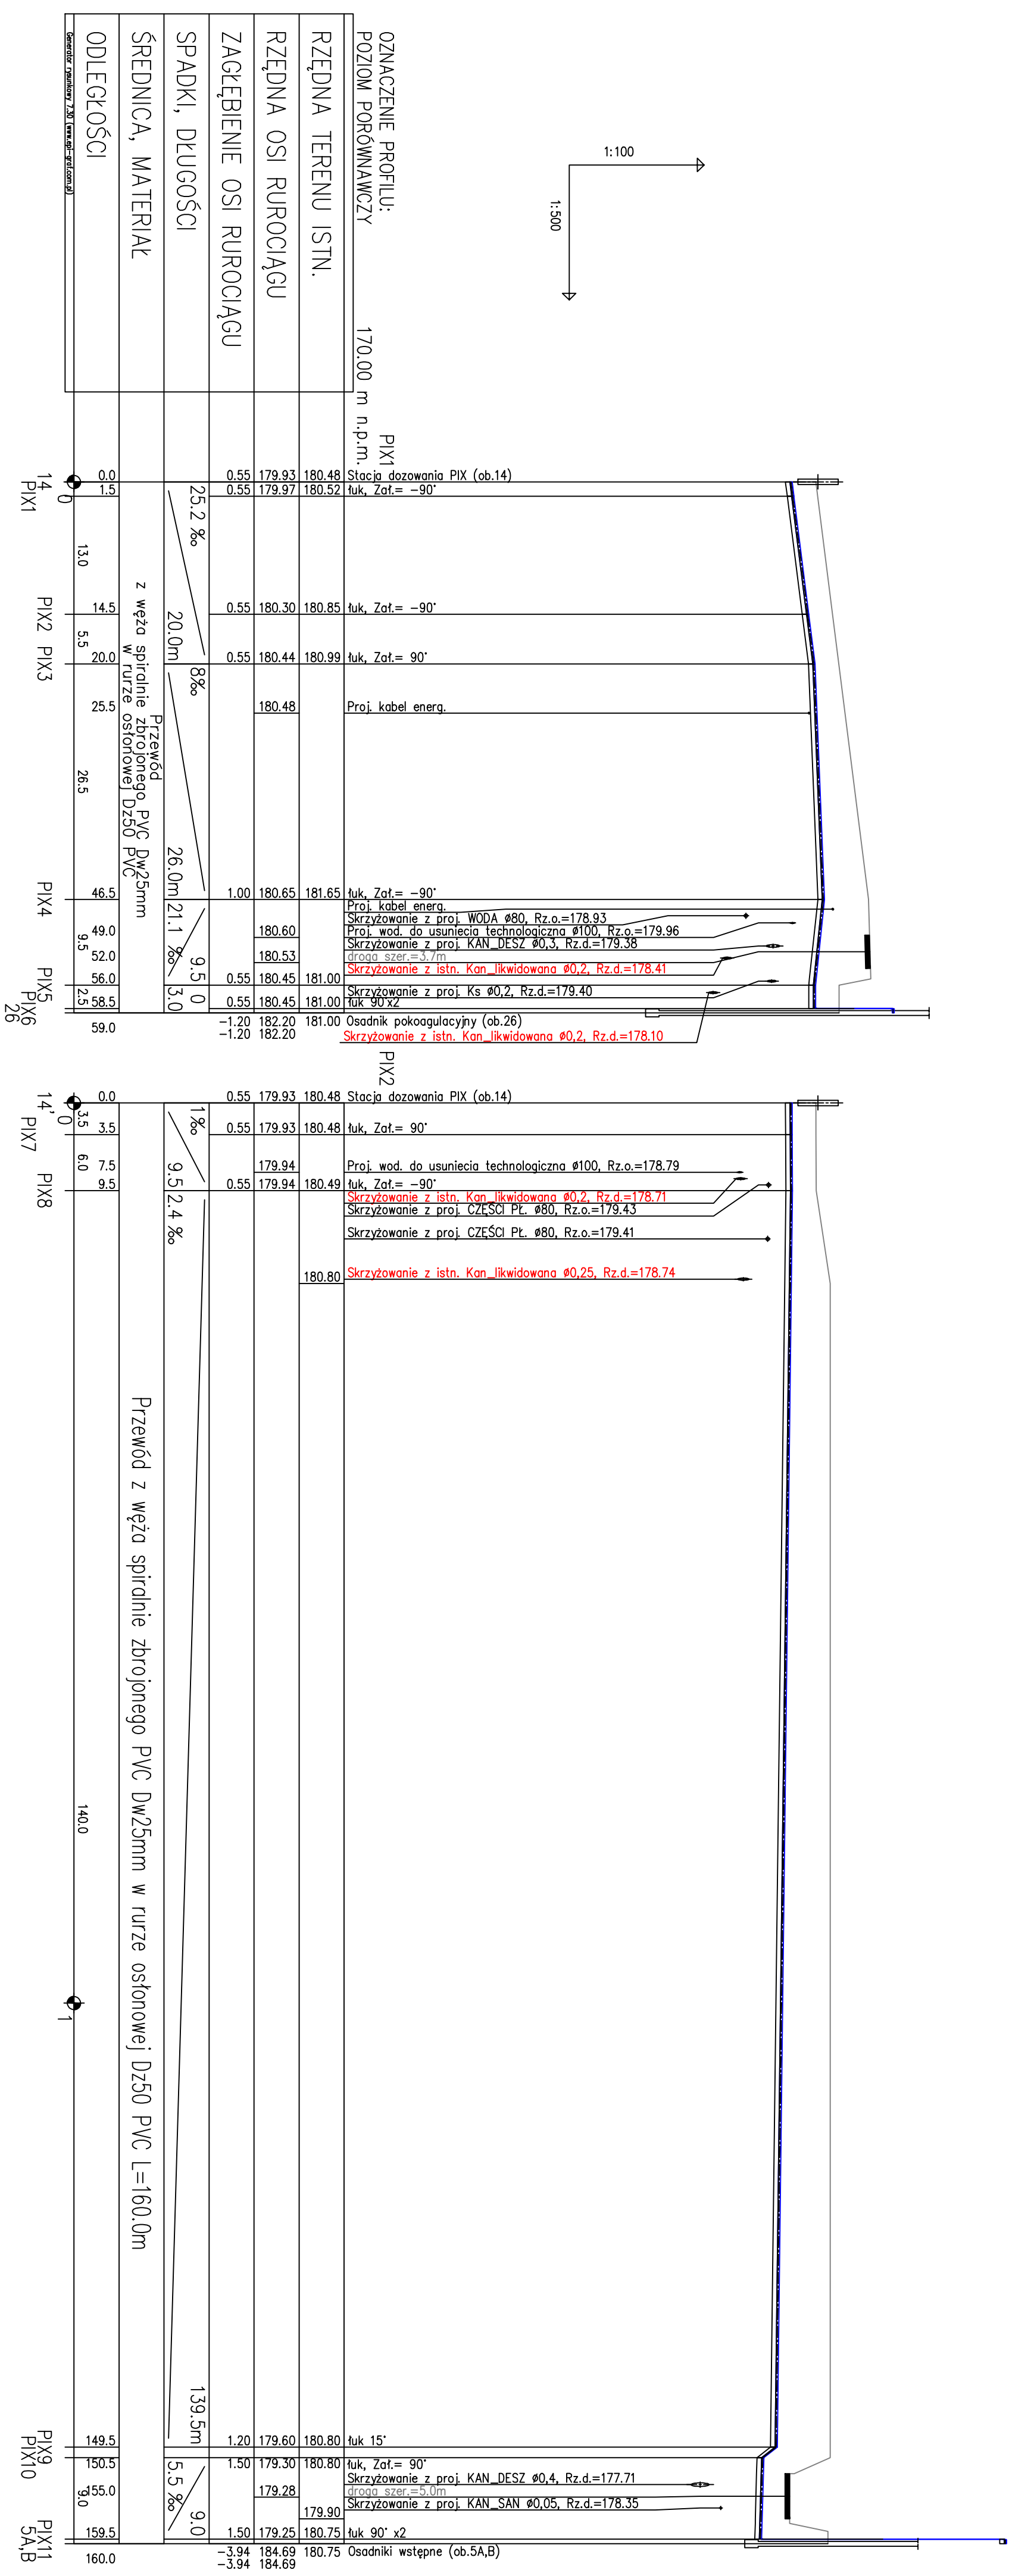 OZNACZENIE PROFILU:
POZIOM PORÓWNAWCZY
170.00 m n.p.m.
1:100
1:500
RZĘDNA TERENU ISTN.
RZĘDNA OSI RUROCIĄGU
ZAGŁĘBIENIE OSI RUROCIĄGU
SPADKI, DŁUGOŚCI
ŚREDNICA, MATERIAŁ
ODLEGŁOŚCI
Generator rysunkowy 7.30 (www.epi-graf.com.pl)
PIX1
0.0 0.55 179.93 180.48 Stacja dozowania PIX (ob.14)
1.5 0.55 179.97 180.52 łuk, Zał.= -90°
14.5 0.55 180.30 180.85 łuk, Zał.= -90°
20.0 0.55 180.44 180.99 łuk, Zał.= 90°
25.5 180.48 Proj. kabel energ.
46.5 1.00 180.65 181.65 łuk, Zał.= -90°
Proj. kabel energ.
Skrzyżowanie z proj. WODA ø80, Rz.o.=178.93
49.0 180.60 Proj. wod. do usuniecia technologiczna ø100, Rz.o.=179.96
Skrzyżowanie z proj. KAN_DESZ ø0,3, Rz.d.=179.38
52.0 180.53 droga szer.=3.7m
Skrzyżowanie z istn. Kan_likwidowana ø0,2, Rz.d.=178.41
56.0 0.55 180.45 181.00
Skrzyżowanie z proj. Ks ø0,2, Rz.d.=179.40
58.5 0.55 180.45 181.00 łuk 90°x2
59.0 -1.20 182.20 181.00 Osadnik pokoagulacyjny (ob.26)
-1.20 182.20
Skrzyżowanie z istn. Kan_likwidowana ø0,2, Rz.d.=178.10
25.2 ‰ 20.0m
8‰ 26.0m
21.1 ‰ 9.5
0 3.0
Przewód
z węża spiralnie zbrojonego PVC Dw25mm
w rurze osłonowej Dz50 PVC
13.0 5.5 26.5 9.5 2.5
0
14 PIX1 PIX2 PIX3 PIX4 PIX5 PIX6 26
PIX2
0.0 0.55 179.93 180.48 Stacja dozowania PIX (ob.14)
3.5 0.55 179.93 180.48 łuk, Zał.= 90°
7.5 179.94 Proj. wod. do usuniecia technologiczna ø100, Rz.o.=178.79
9.5 0.55 179.94 180.49 łuk, Zał.= -90°
Skrzyżowanie z istn. Kan_likwidowana ø0,2, Rz.d.=178.71
Skrzyżowanie z proj. CZĘŚCI PŁ. ø80, Rz.o.=179.43
Skrzyżowanie z proj. CZĘŚCI PŁ. ø80, Rz.o.=179.41
180.80 Skrzyżowanie z istn. Kan_likwidowana ø0,25, Rz.d.=178.74
149.5 1.20 179.60 180.80 łuk 15°
150.5 1.50 179.30 180.80 łuk, Zał.= 90°
Skrzyżowanie z proj. KAN_DESZ ø0,4, Rz.d.=177.71
155.0 179.28 droga szer.=5.0m
179.90 Skrzyżowanie z proj. KAN_SAN ø0,05, Rz.d.=178.35
159.5 1.50 179.25 180.75 łuk 90° x2
160.0 -3.94 184.69 180.75 Osadniki wstępne (ob.5A,B)
-3.94 184.69
1‰ 9.5
2.4 ‰ 139.5m
5.5 ‰ 9.0
Przewód z węża spiralnie zbrojonego PVC Dw25mm w rurze osłonowej Dz50 PVC L=160.0m
3.5 6.0 140.0 9.0
0 1
14' PIX7 PIX8 PIX9 PIX10 PIX11 5A,B